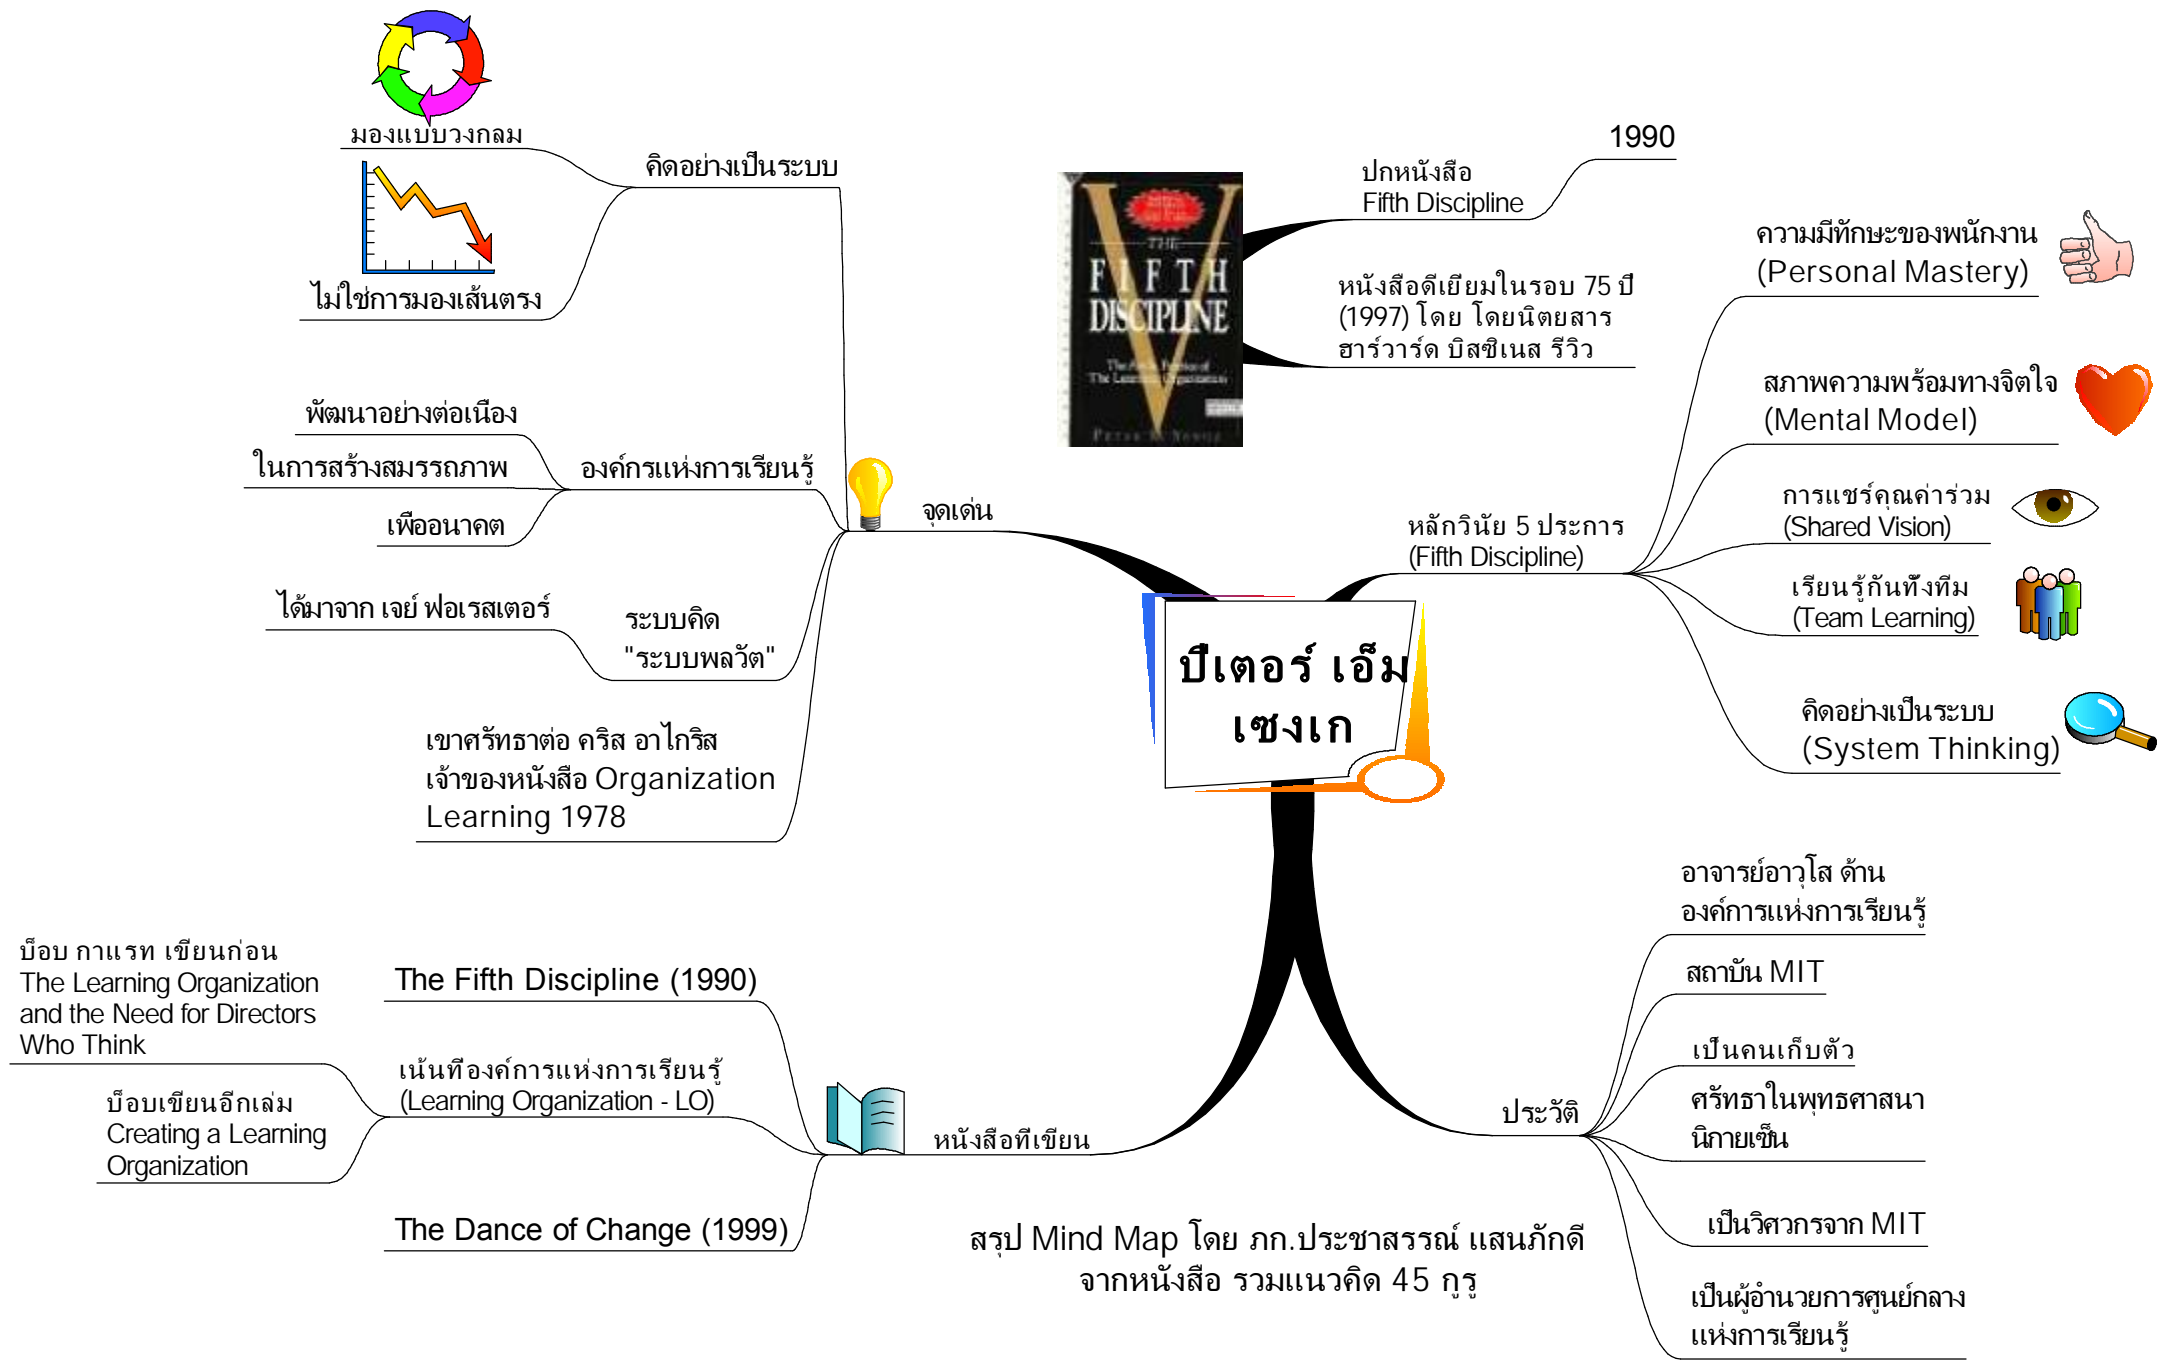 ปีเตอร์ เอ็ม
เซงเก
1990
ปกหนังสือ
Fifth Discipline
หนังสือดีเยี่ยมในรอบ 75 ปี
(1997) โดย โดยนิตยสาร
ฮาร์วาร์ด บิสซิเนส รีวิว
THE
FIFTH
DISCIPLINE
The Learning Organization
หลักวินัย 5 ประการ
(Fifth Discipline)
ความมีทักษะของพนักงาน
(Personal Mastery)
สภาพความพร้อมทางจิตใจ
(Mental Model)
การแชร์คุณค่าร่วม
(Shared Vision)
เรียนรู้กันทั้งทีม
(Team Learning)
คิดอย่างเป็นระบบ
(System Thinking)
ประวัติ
อาจารย์อาวุโส ด้าน
องค์การแห่งการเรียนรู้
สถาบัน MIT
เป็นคนเก็บตัว
ศรัทธาในพุทธศาสนา
นิกายเซ็น
เป็นวิศวกรจาก MIT
เป็นผู้อำนวยการศูนย์กลาง
แห่งการเรียนรู้
จุดเด่น
คิดอย่างเป็นระบบ
มองแบบวงกลม
ไม่ใช่การมองเส้นตรง
องค์กรแห่งการเรียนรู้
พัฒนาอย่างต่อเนื่อง
ในการสร้างสมรรถภาพ
เพื่ออนาคต
ระบบคิด
"ระบบพลวัต"
ได้มาจาก เจย์ ฟอเรสเตอร์
เขาศรัทธาต่อ คริส อาไกริส
เจ้าของหนังสือ Organization
Learning 1978
หนังสือที่เขียน
The Fifth Discipline (1990)
เน้นที่องค์การแห่งการเรียนรู้
(Learning Organization - LO)
บ็อบ กาแรท เขียนก่อน
The Learning Organization
and the Need for Directors
Who Think
บ็อบเขียนอีกเล่ม
Creating a Learning
Organization
The Dance of Change (1999)
สรุป Mind Map โดย ภก.ประชาสรรณ์ แสนภักดี
จากหนังสือ รวมแนวคิด 45 กูรู